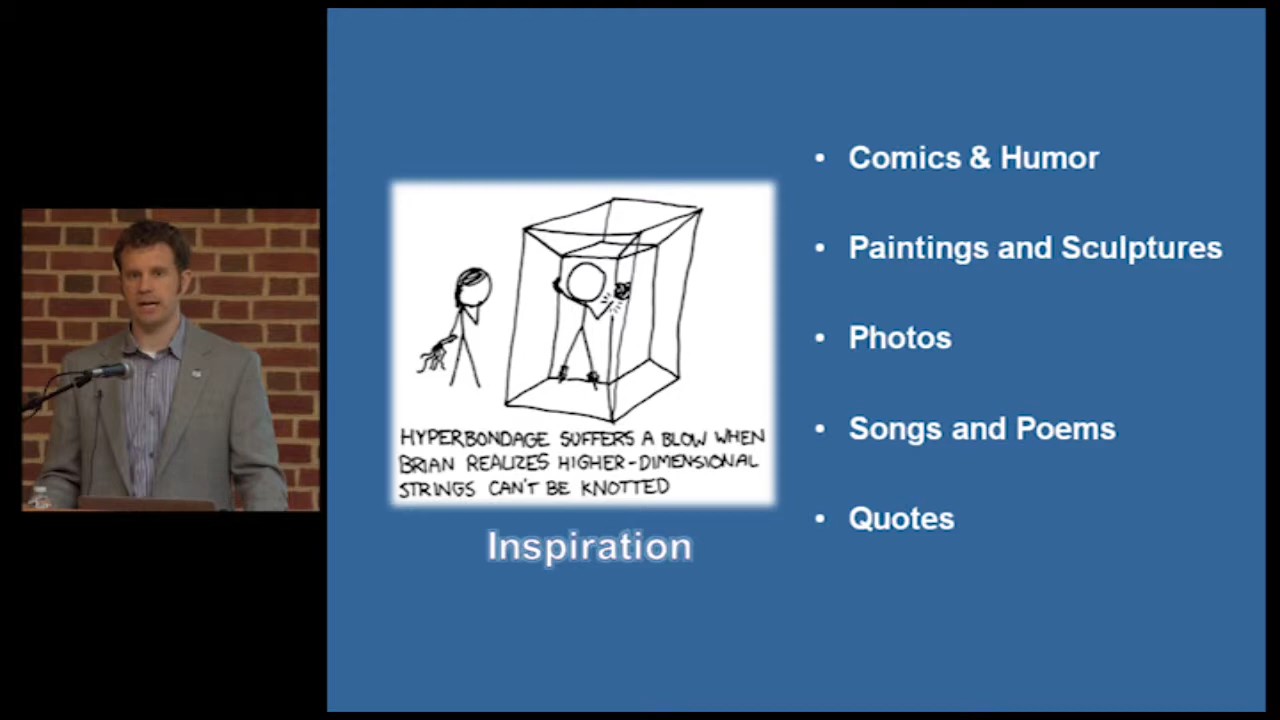 HYPERBONDAGE SUFFERS A BLOW WHEN
BRIAN REALIZES HIGHER-DIMENSIONAL
STRINGS CAN'T BE KNOTTED
Inspiration
• Comics & Humor
• Paintings and Sculptures
• Photos
• Songs and Poems
• Quotes